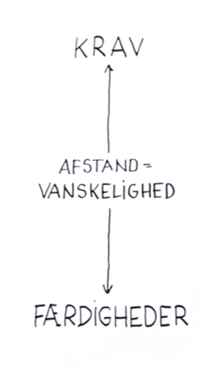 KRAV
AFSTAND =
VANSKELIGHED
FÆRDIGHEDER